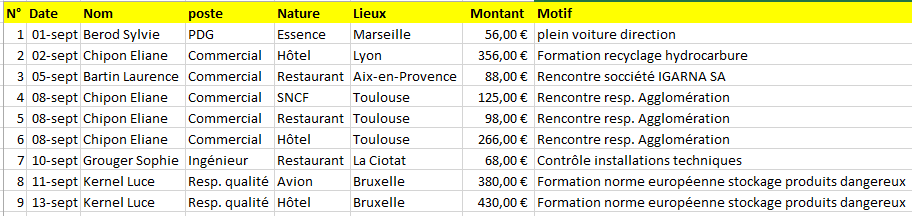 N° Date Nom poste Nature Lieux Montant Motif
1 01-sept Berod Sylvie PDG Essence Marseille 56,00 € plein voiture direction
2 02-sept Chipon Eliane Commercial Hôtel Lyon 356,00 € Formation recyclage hydrocarbure
3 05-sept Bartin Laurence Commercial Restaurant Aix-en-Provence 88,00 € Rencontre socciété IGARNA SA
4 08-sept Chipon Eliane Commercial SNCF Toulouse 125,00 € Rencontre resp. Agglomération
5 08-sept Chipon Eliane Commercial Restaurant Toulouse 98,00 € Rencontre resp. Agglomération
6 08-sept Chipon Eliane Commercial Hôtel Toulouse 266,00 € Rencontre resp. Agglomération
7 10-sept Grouger Sophie Ingénieur Restaurant La Ciotat 68,00 € Contrôle installations techniques
8 11-sept Kernel Luce Resp. qualité Avion Bruxelle 380,00 € Formation norme européenne stockage produits dangereux
9 13-sept Kernel Luce Resp. qualité Hôtel Bruxelle 430,00 € Formation norme européenne stockage produits dangereux